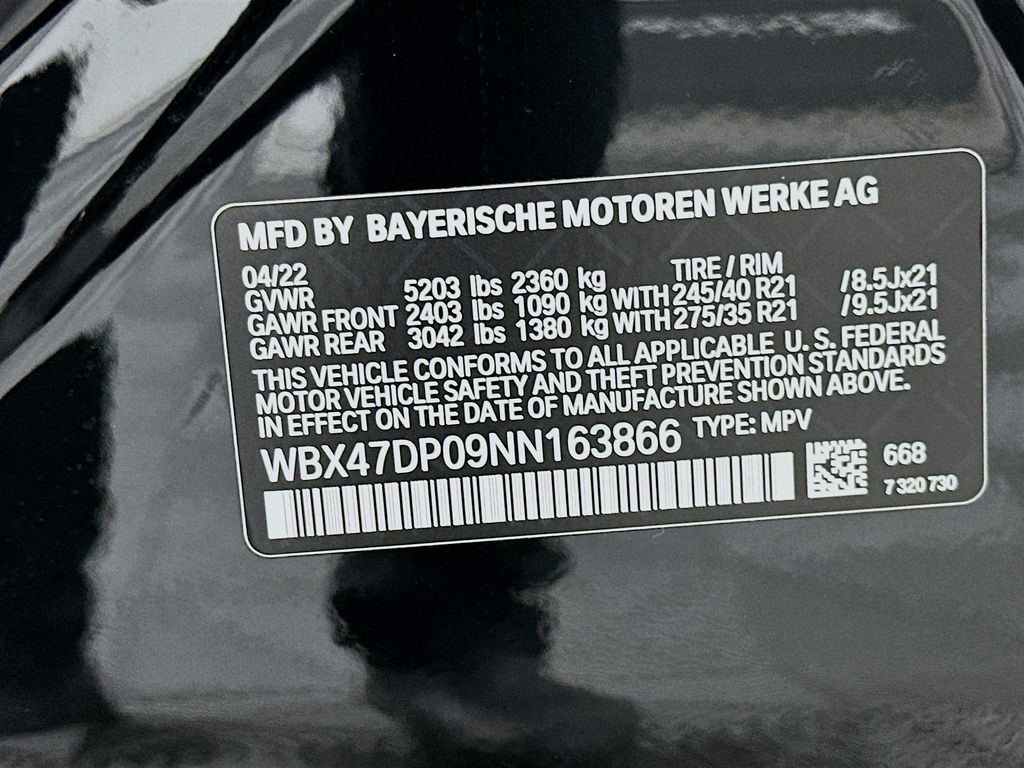 MFD BY BAYERISCHE MOTOREN WERKE AG
04/22 TIRE / RIM
GVWR 5203 lbs 2360 kg
GAWR FRONT 2403 lbs 1090 kg WITH 245/40 R21 /8.5Jx21
GAWR REAR 3042 lbs 1380 kg WITH 275/35 R21 /9.5Jx21
THIS VEHICLE CONFORMS TO ALL APPLICABLE U. S. FEDERAL
MOTOR VEHICLE SAFETY AND THEFT PREVENTION STANDARDS
IN EFFECT ON THE DATE OF MANUFACTURE SHOWN ABOVE.
WBX47DP09NN163866 TYPE: MPV
668
7 320 730